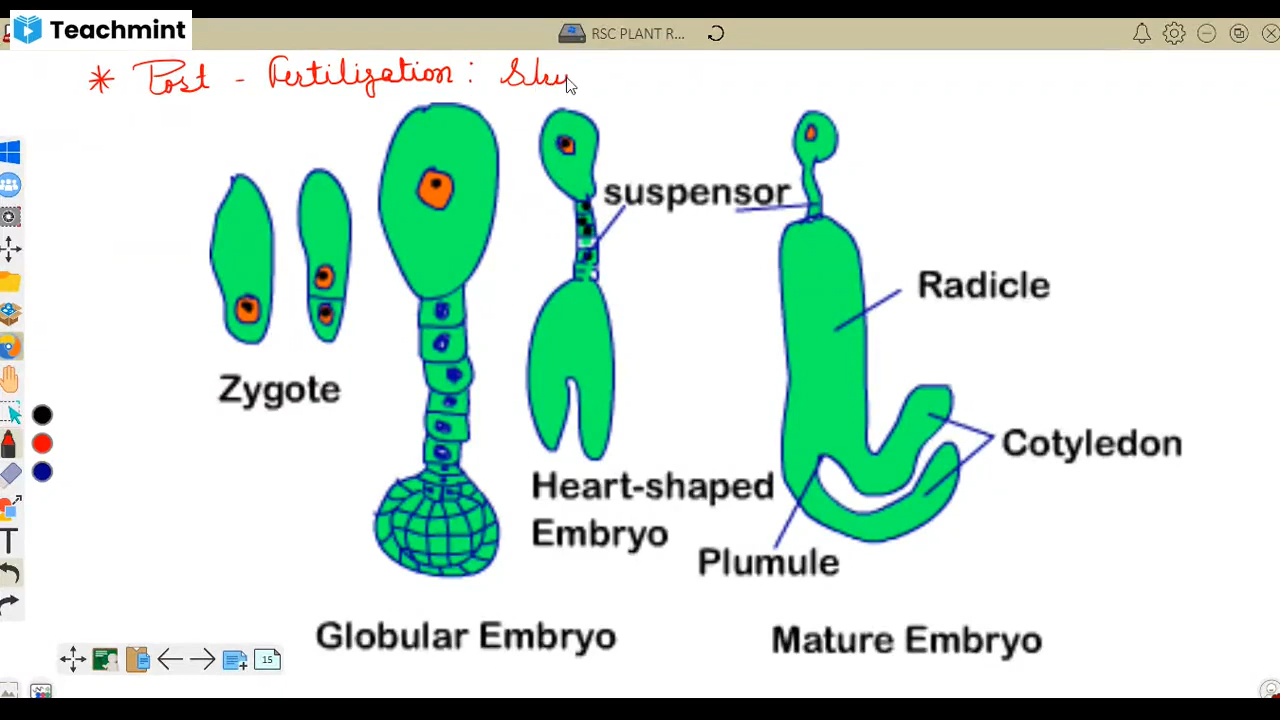 Teachmint
RSC PLANT R...
* Post - Fertilization :
suspensor
Radicle
Zygote
Cotyledon
Heart-shaped
Embryo
Plumule
Globular Embryo
Mature Embryo
T
15